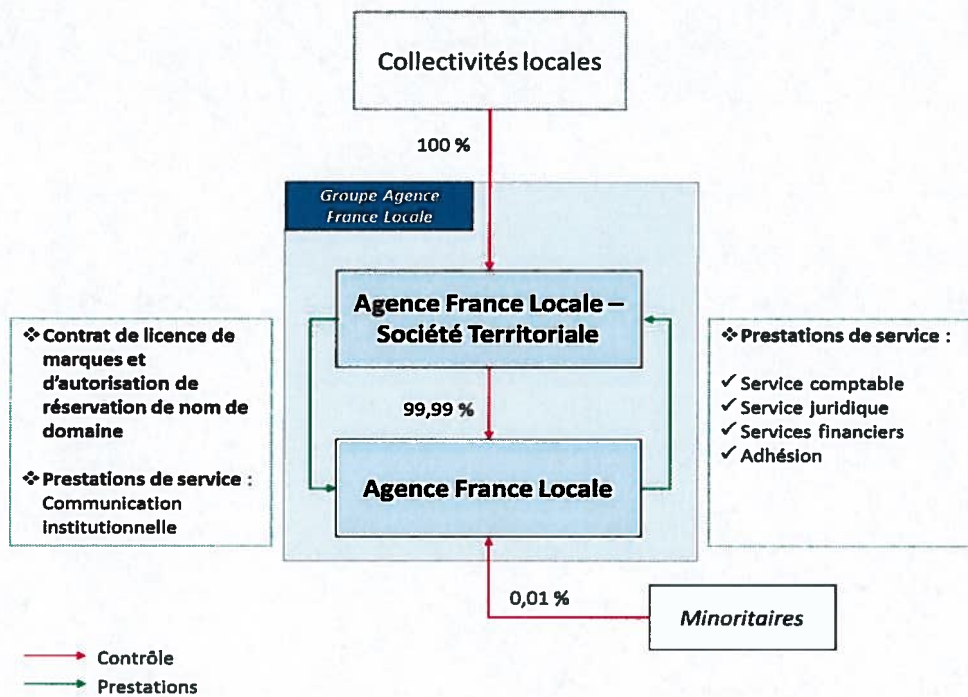 Collectivités locales
100 %
Groupe Agence
France Locale
Agence France Locale –
Société Territoriale
❖Contrat de licence de
marques et
d'autorisation de
réservation de nom de
domaine
❖Prestations de service :
Communication
institutionnelle
99,99 %
❖Prestations de service :
✓ Service comptable
✓ Service juridique
✓ Services financiers
✓ Adhésion
Agence France Locale
0,01 %
Minoritaires
Contrôle
Prestations